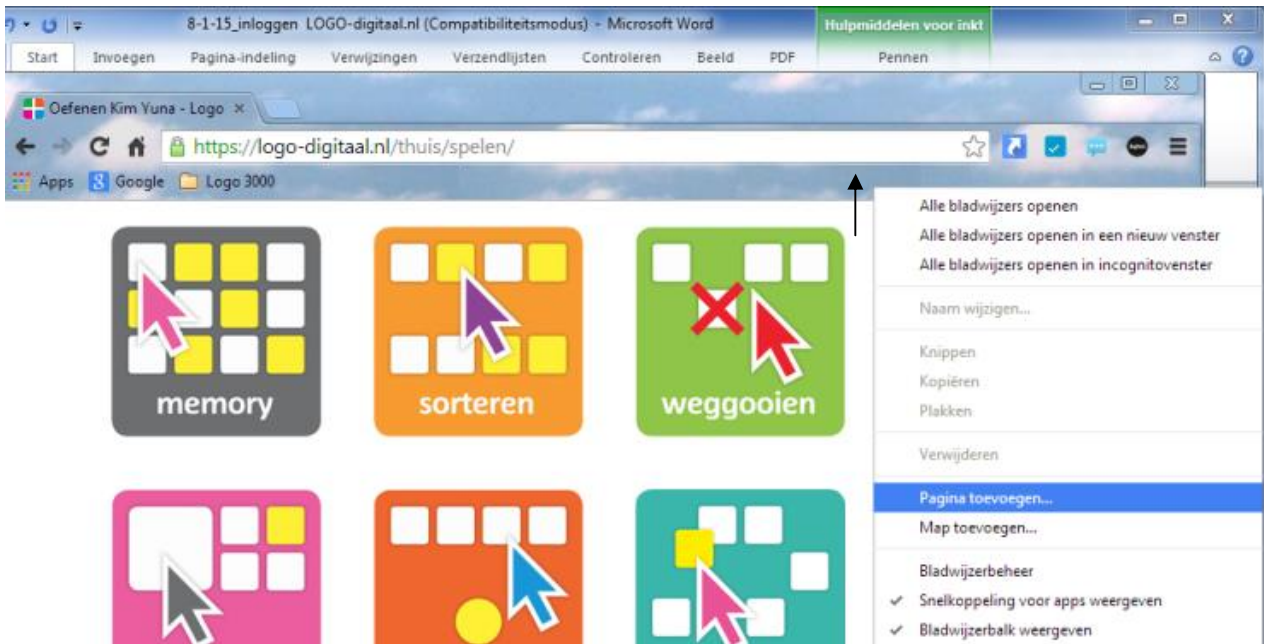 8-1-15_inloggen LOGO-digitaal.nl (Compatibiliteitsmodus) - Microsoft Word
Hulpmiddelen voor inkt
Start Invoegen Pagina-indeling Verwijzingen Verzendlijsten Controleren Beeld PDF Pennen
Oefenen Kim Yuna - Logo
https://logo-digitaal.nl/thuis/spelen/
Apps Google Logo 3000
Alle bladwijzers openen
Alle bladwijzers openen in een nieuw venster
Alle bladwijzers openen in incognitovenster
Naam wijzigen...
Knippen
Kopiëren
Plakken
Verwijderen
Pagina toevoegen...
Map toevoegen...
Bladwijzerbeheer
Snelkoppeling voor apps weergeven
Bladwijzerbalk weergeven
memory
sorteren
weggooien